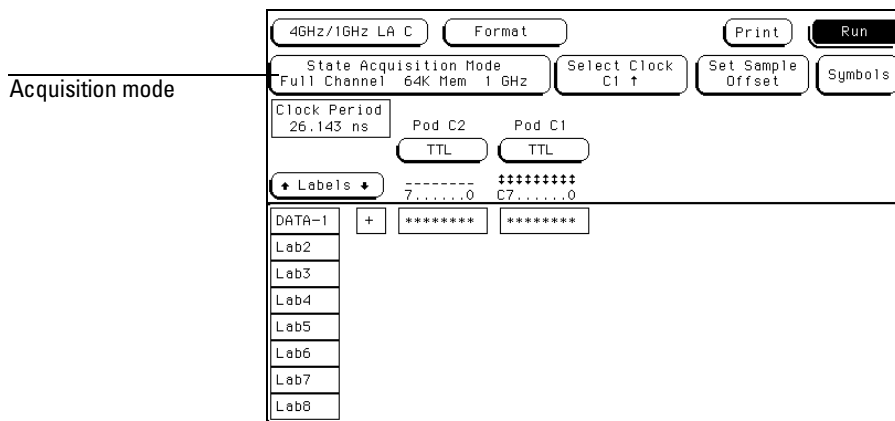 4GHz/1GHz LA C Format Print Run
State Acquisition Mode Select Clock Set Sample Symbols
Full Channel 64K Mem 1 GHz C1 ↑ Offset
Acquisition mode
Clock Period
26.143 ns Pod C2 Pod C1
TTL TTL
↑ Labels ↓ -------- ↕↕↕↕↕↕↕↕↕
7......0 C7......0
DATA-1 + ******** ********
Lab2
Lab3
Lab4
Lab5
Lab6
Lab7
Lab8